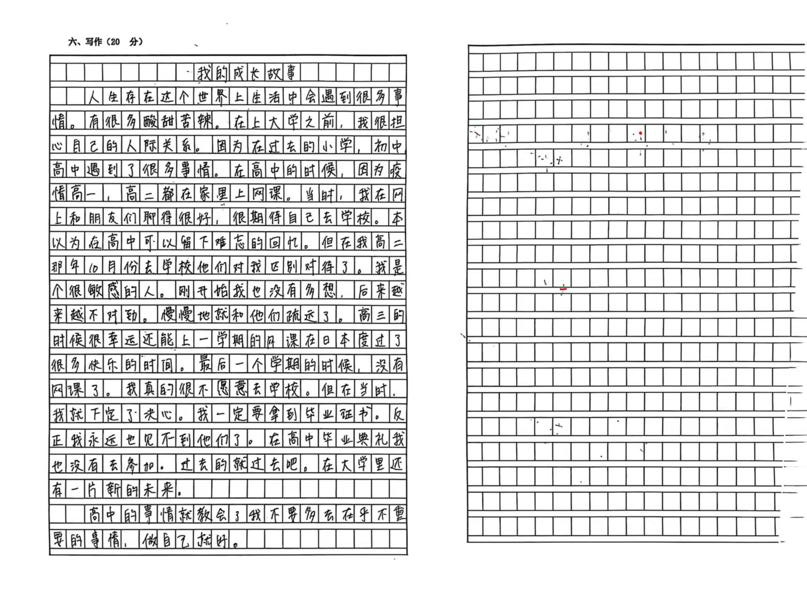 六、写作（20 分）
我的成长故事
人生存在这个世界上生活中会遇到很多事
情。有很多酸甜苦辣。在上大学之前，我很担
心自己的人际关系。因为在过去的小学，初中
高中遇到了很多事情。在高中的时候，因为疫
情高一，高二都在家里上网课。当时，我在网
上和朋友们聊得很好，很期得自己去学校。本
以为在高中可以留下难忘的回忆。但在我高二
那年10月份去学校他们对我区别对得了。我是
个很敏感的人。刚开始我也没有多想，后来越
来越不对劲。慢慢地就和他们疏远了。高三的
时候很幸运还能上一学期的网课在日本度过了
很多快乐的时间。最后一个学期的时候，没有
网课了。我真的很不愿意去学校。但在当时，
我就下定了决心。我一定要拿到毕业证书。反
正我永远也见不到他们了。在高中毕业典礼我
也没有去参加。过去的就过去吧。在大学里还
有一片新的未来。
高中的事情就教会了我不要多去在乎不重
要的事情，做自己就好。